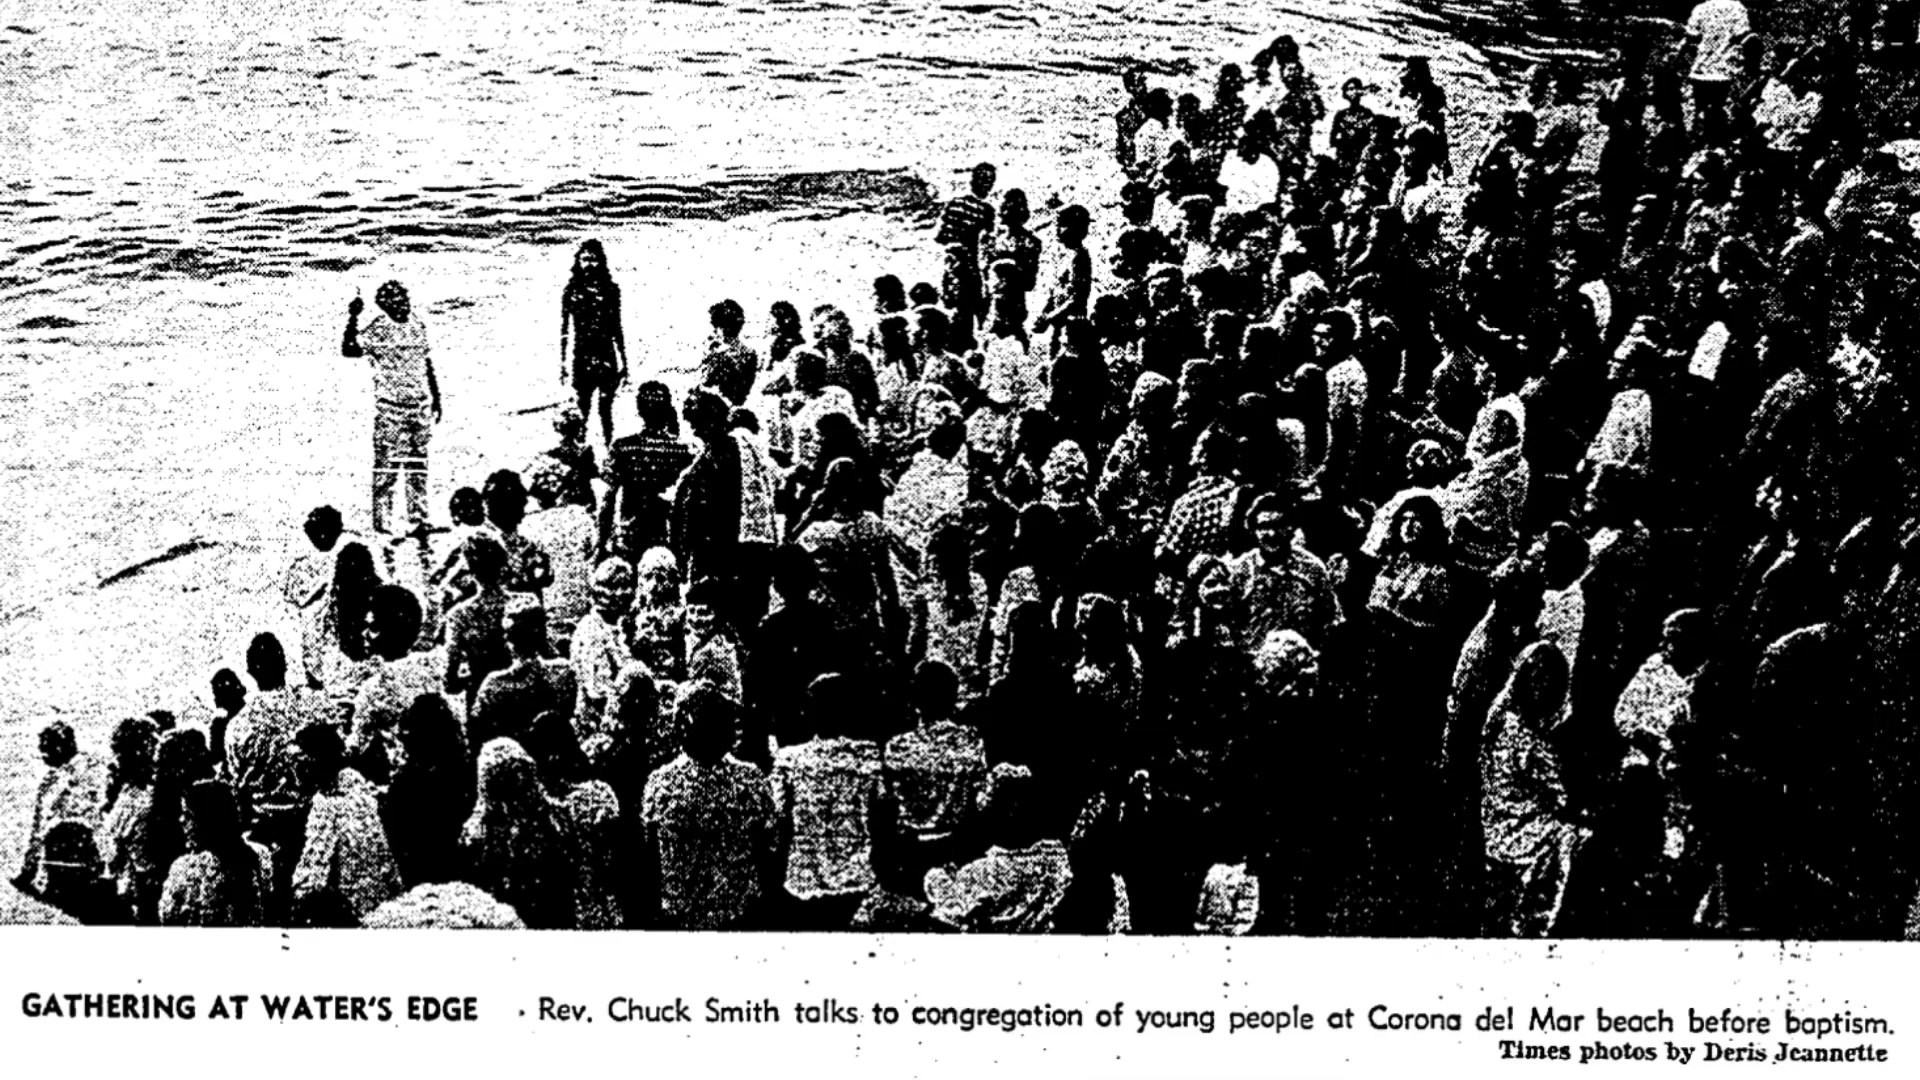 GATHERING AT WATER'S EDGE . Rev. Chuck Smith talks to congregation of young people at Corona del Mar beach before baptism.
Times photos by Deris Jeannette